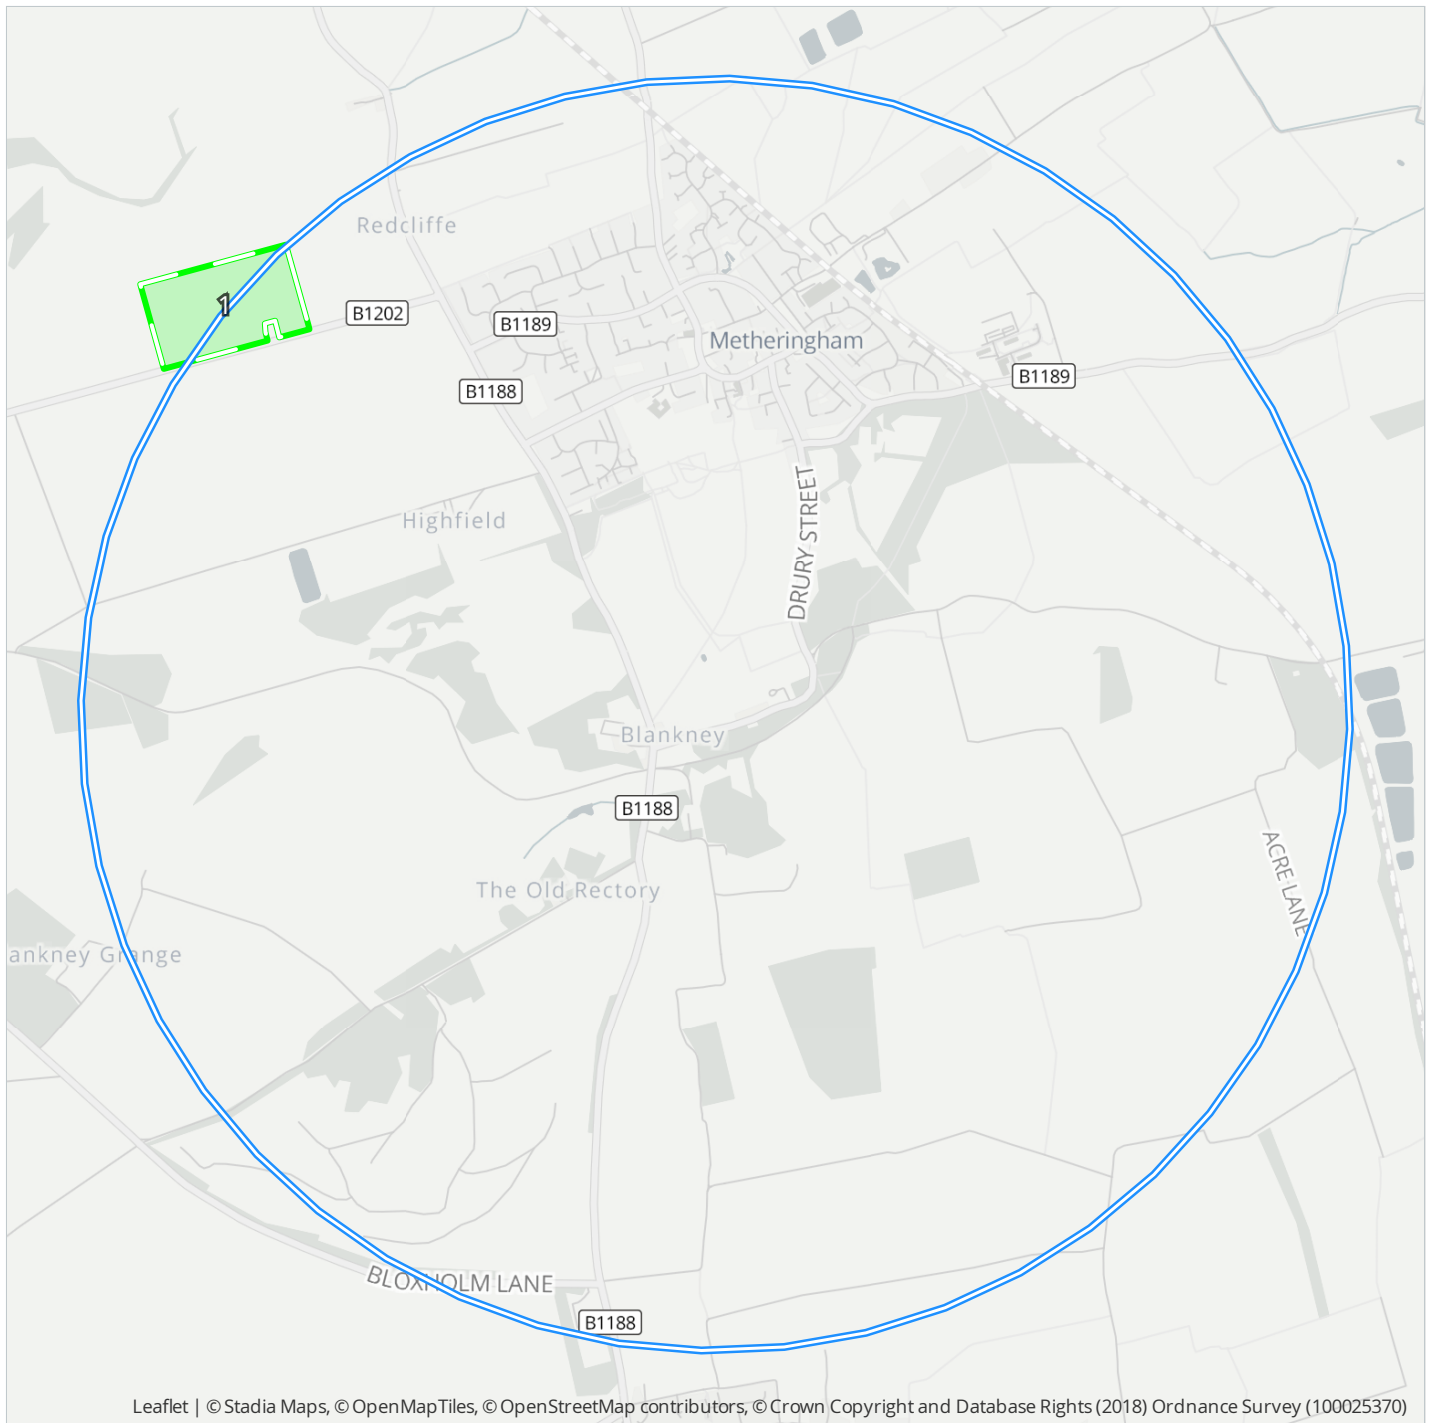 Redcliffe
1
B1202
B1189
Metheringham
B1189
B1188
DRURY STREET
Highfield
Blankney
B1188
ACRE LANE
The Old Rectory
ankney Grange
BLOXHOLM LANE
B1188
Leaflet | © Stadia Maps, © OpenMapTiles, © OpenStreetMap contributors, © Crown Copyright and Database Rights (2018) Ordnance Survey (100025370)